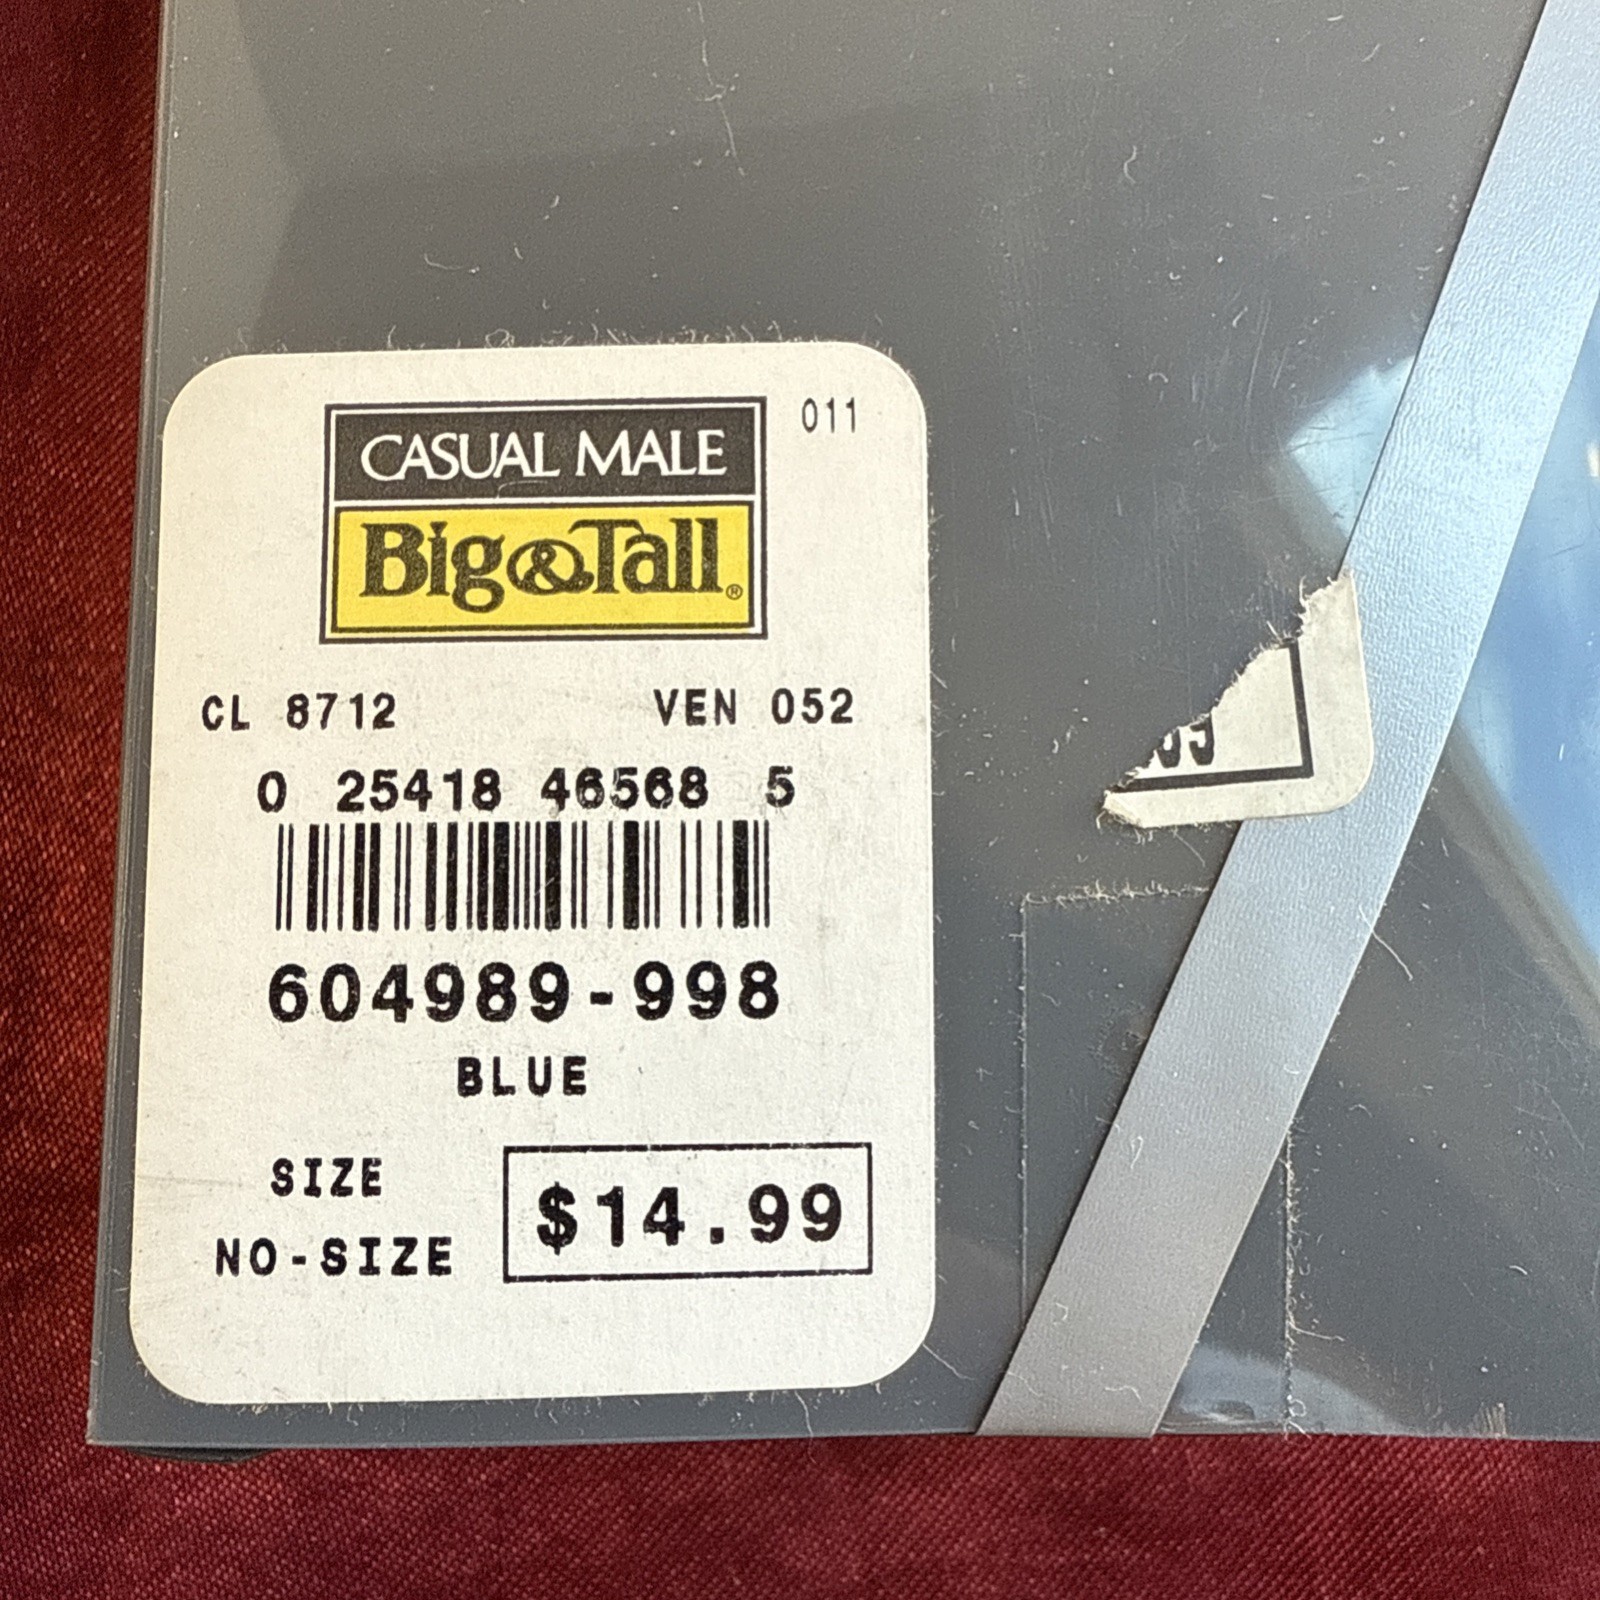 011
CASUAL MALE
Big&Tall®
CL 8712 VEN 052
0 25418 46568 5
604989-998
BLUE
SIZE
NO-SIZE
$14.99